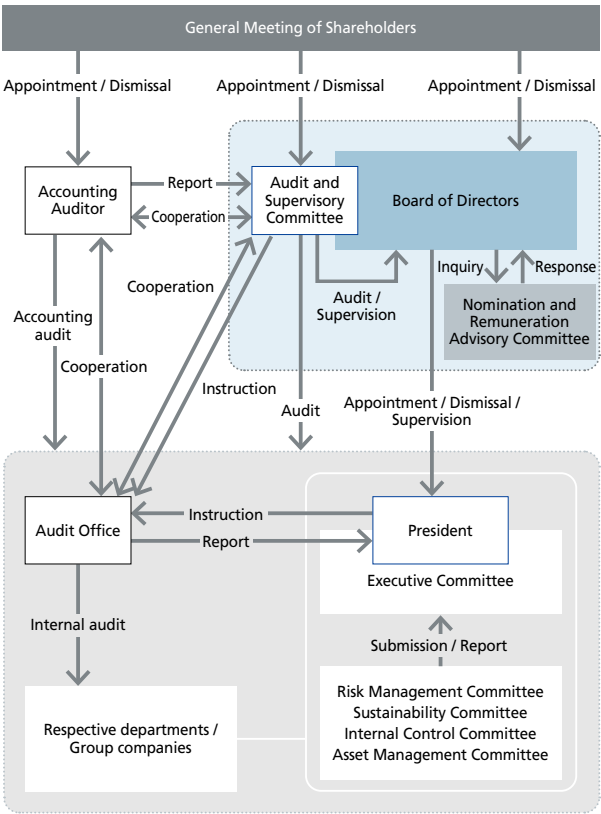 General Meeting of Shareholders
Appointment / Dismissal
Appointment / Dismissal
Appointment / Dismissal
Accounting
Auditor
Report
Cooperation
Audit and
Supervisory
Committee
Board of Directors
Inquiry
Response
Nomination and
Remuneration
Advisory Committee
Audit /
Supervision
Cooperation
Accounting
audit
Cooperation
Instruction
Audit
Appointment / Dismissal /
Supervision
Audit Office
Instruction
Report
President
Executive Committee
Internal audit
Submission / Report
Respective departments /
Group companies
Risk Management Committee
Sustainability Committee
Internal Control Committee
Asset Management Committee